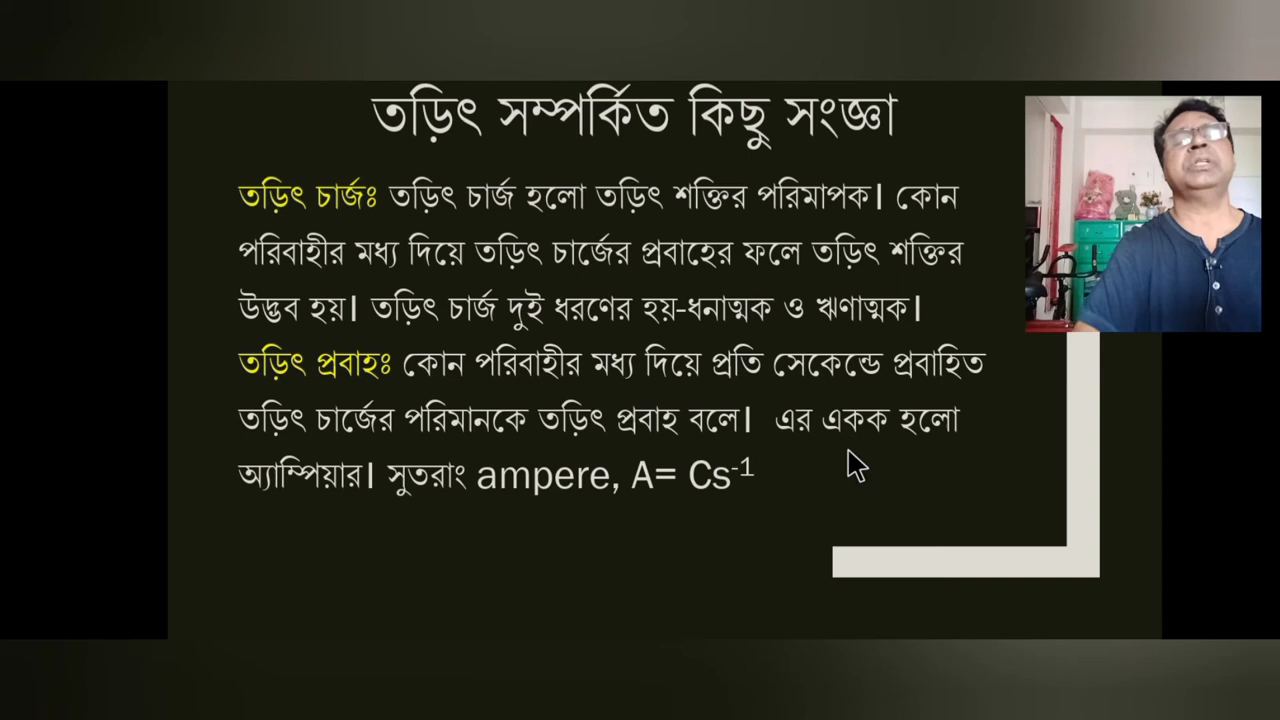 তড়িৎ সম্পর্কিত কিছু সংজ্ঞা
তড়িৎ চার্জঃ তড়িৎ চার্জ হলো তড়িৎ শক্তির পরিমাপক। কোন
পরিবাহীর মধ্য দিয়ে তড়িৎ চার্জের প্রবাহের ফলে তড়িৎ শক্তির
উদ্ভব হয়। তড়িৎ চার্জ দুই ধরণের হয়-ধনাত্মক ও ঋণাত্মক।
তড়িৎ প্রবাহঃ কোন পরিবাহীর মধ্য দিয়ে প্রতি সেকেন্ডে প্রবাহিত
তড়িৎ চার্জের পরিমানকে তড়িৎ প্রবাহ বলে। এর একক হলো
অ্যাম্পিয়ার। সুতরাং ampere, A= Cs⁻¹